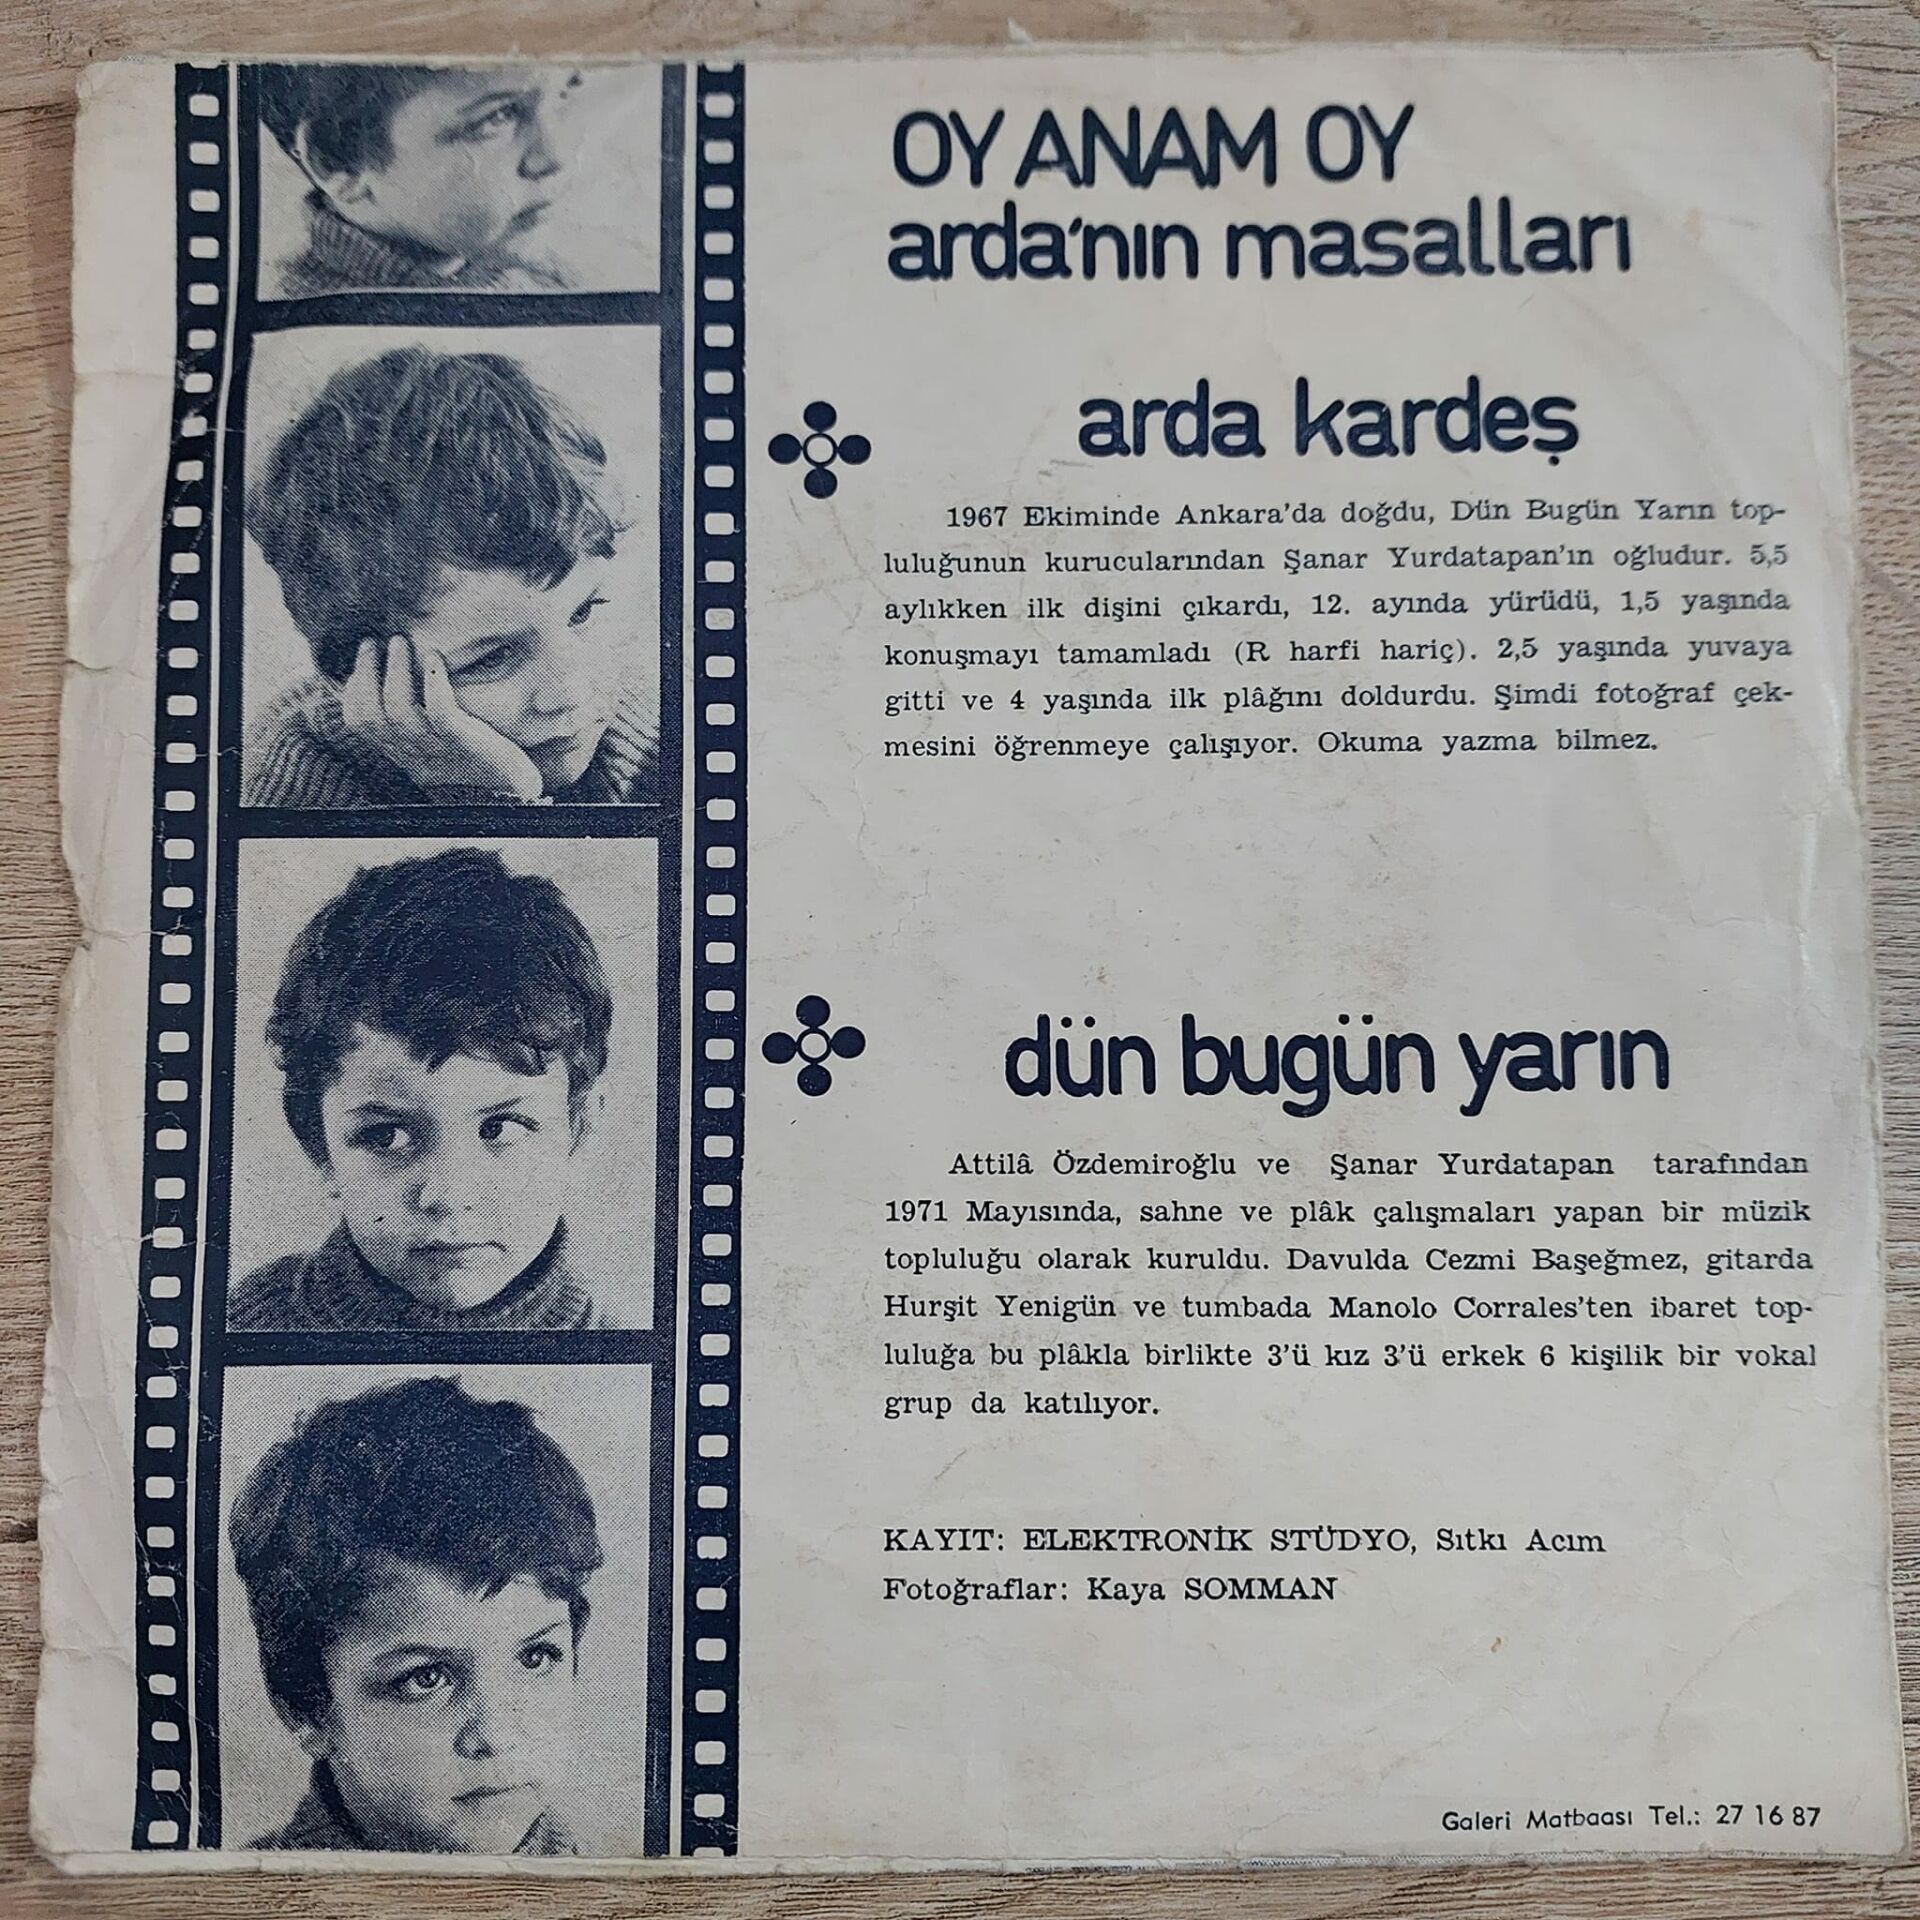 OY ANAM OY
arda'nın masalları
arda kardeş
1967 Ekiminde Ankara'da doğdu, Dün Bugün Yarın top-
luluğunun kurucularından Şanar Yurdatapan'ın oğludur. 5,5
aylıkken ilk dişini çıkardı, 12. ayında yürüdü, 1,5 yaşında
konuşmayı tamamladı (R harfi hariç). 2,5 yaşında yuvaya
gitti ve 4 yaşında ilk plâğını doldurdu. Şimdi fotoğraf çek-
mesini öğrenmeye çalışıyor. Okuma yazma bilmez.
dün bugün yarın
Attilâ Özdemiroğlu ve Şanar Yurdatapan tarafından
1971 Mayısında, sahne ve plâk çalışmaları yapan bir müzik
topluluğu olarak kuruldu. Davulda Cezmi Başeğmez, gitarda
Hurşit Yenigün ve tumbada Manolo Corrales'ten ibaret top-
luluğa bu plâkla birlikte 3'ü kız 3'ü erkek 6 kişilik bir vokal
grup da katılıyor.
KAYIT: ELEKTRONİK STÜDYO, Sıtkı Acım
Fotoğraflar: Kaya SOMMAN
Galeri Matbaası Tel.: 27 16 87